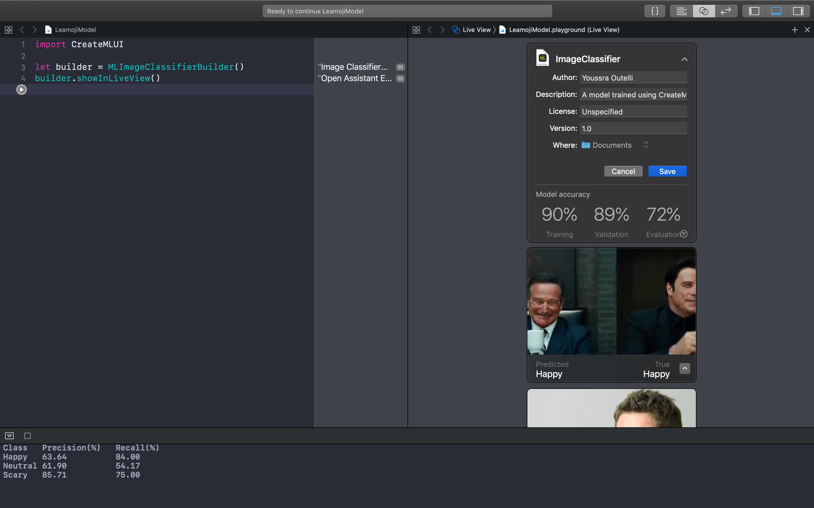 Ready to continue LeamojiModel
{ }
LeamojiModel
Live View
LeamojiModel.playground (Live View)
1 import CreateMLUI
2
3 let builder = MLImageClassifierBuilder()
4 builder.showInLiveView()
"Image Classifier...
"Open Assistant E...
ML
ImageClassifier
Author: Youssra Outelli
Description: A model trained using CreateM
License: Unspecified
Version: 1.0
Where: Documents
Cancel Save
Model accuracy
90% 89% 72%
Training Validation Evaluation
Predicted True
Happy Happy
Class Precision(%) Recall(%)
Happy 63.64 84.00
Neutral 61.90 54.17
Scary 85.71 75.00